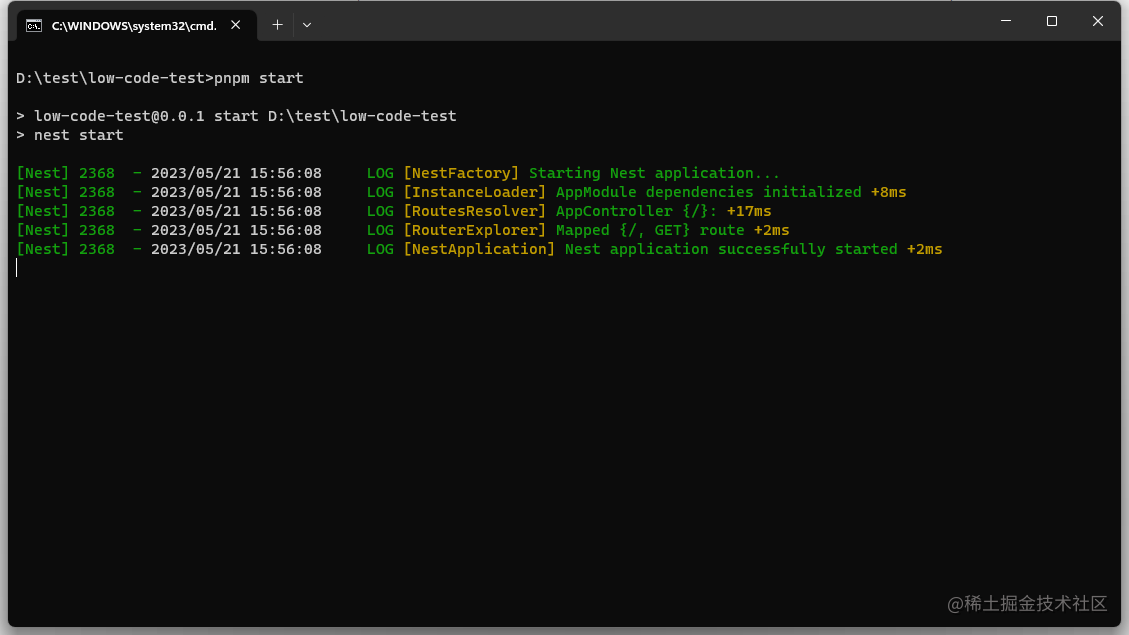 C:\WINDOWS\system32\cmd.
D:\test\low-code-test>pnpm start
> low-code-test@0.0.1 start D:\test\low-code-test
> nest start
[Nest] 2368  - 2023/05/21 15:56:08     LOG [NestFactory] Starting Nest application...
[Nest] 2368  - 2023/05/21 15:56:08     LOG [InstanceLoader] AppModule dependencies initialized +8ms
[Nest] 2368  - 2023/05/21 15:56:08     LOG [RoutesResolver] AppController {/}: +17ms
[Nest] 2368  - 2023/05/21 15:56:08     LOG [RouterExplorer] Mapped {/, GET} route +2ms
[Nest] 2368  - 2023/05/21 15:56:08     LOG [NestApplication] Nest application successfully started +2ms
@稀土掘金技术社区